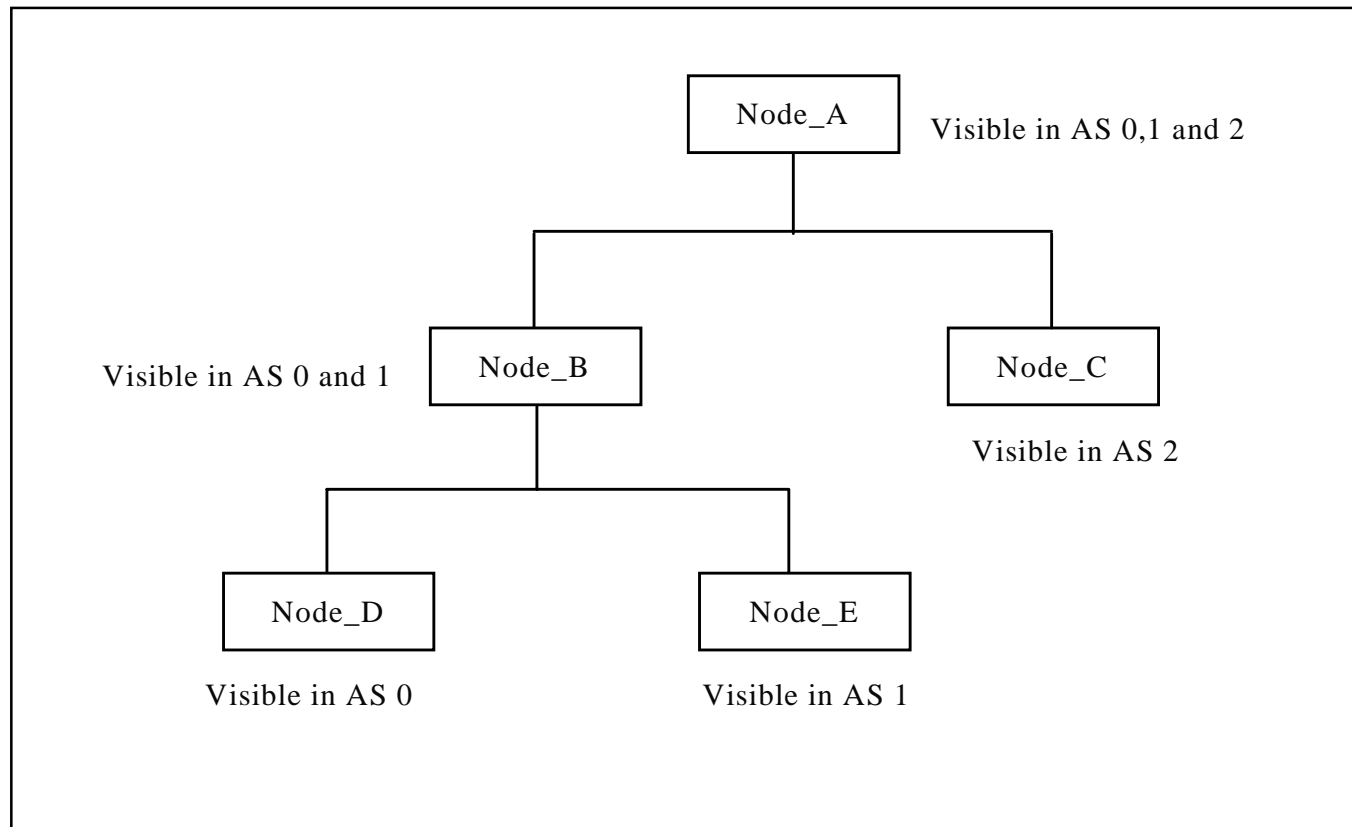 Node_A
Visible in AS 0,1 and 2
Node_B
Visible in AS 0 and 1
Node_C
Visible in AS 2
Node_D
Visible in AS 0
Node_E
Visible in AS 1